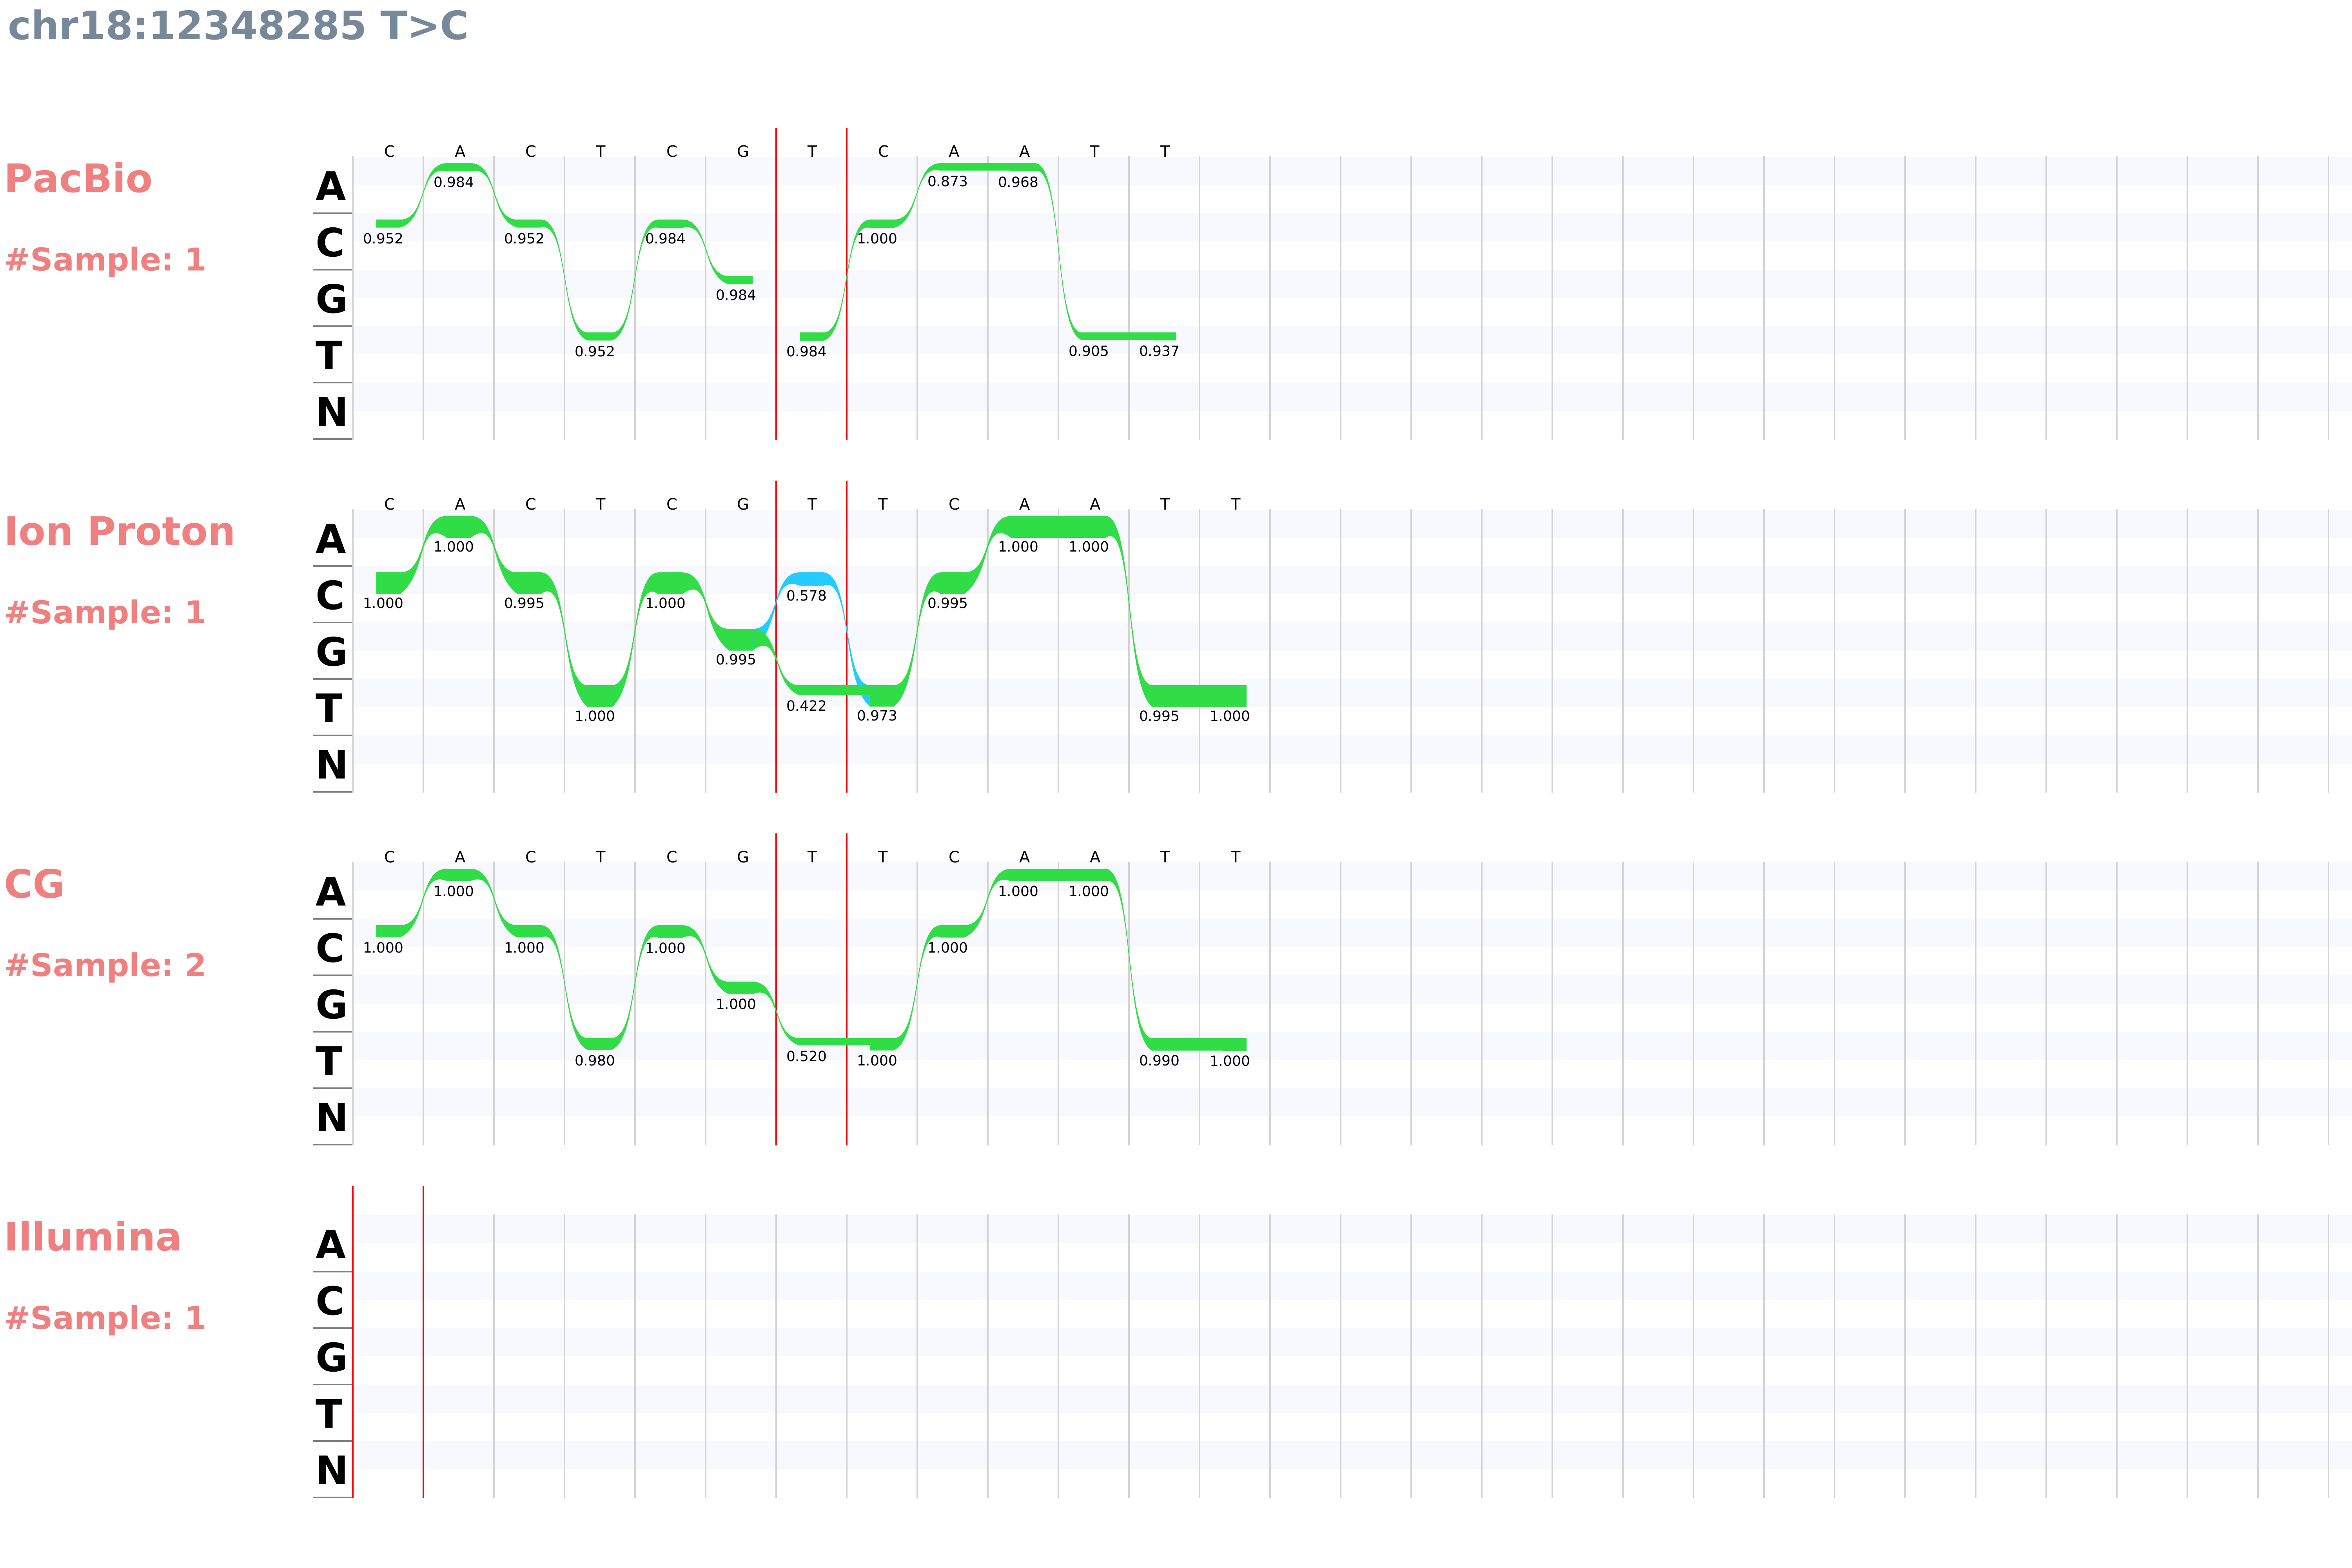 chr18:12348285 T>C
PacBio
#Sample: 1
C A C T C G T C A A T T
A
C
G
T
N
0.984 0.873 0.968
0.952 0.952 0.984 1.000
0.984
0.952 0.984 0.905 0.937
Ion Proton
#Sample: 1
C A C T C G T T C A A T T
A
C
G
T
N
1.000 1.000 1.000
1.000 0.995 1.000 0.578 0.995
0.995
1.000 0.422 0.973 0.995 1.000
CG
#Sample: 2
C A C T C G T T C A A T T
A
C
G
T
N
1.000 1.000 1.000
1.000 1.000 1.000 1.000
1.000
0.980 0.520 1.000 0.990 1.000
Illumina
#Sample: 1
A
C
G
T
N